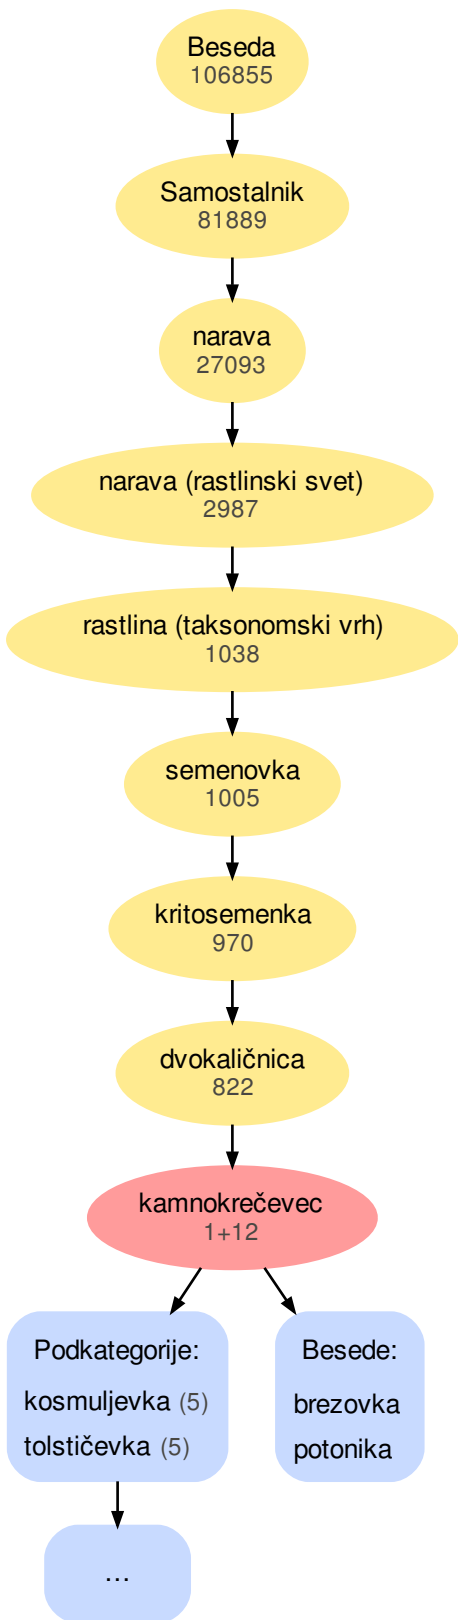 Beseda
106855
Samostalnik
81889
narava
27093
narava (rastlinski svet)
2987
rastlina (taksonomski vrh)
1038
semenovka
1005
kritosemenka
970
dvokaličnica
822
kamnokrečevec
1+12
Podkategorije:
kosmuljevka (5)
tolstičevka (5)
Besede:
brezovka
potonika
...